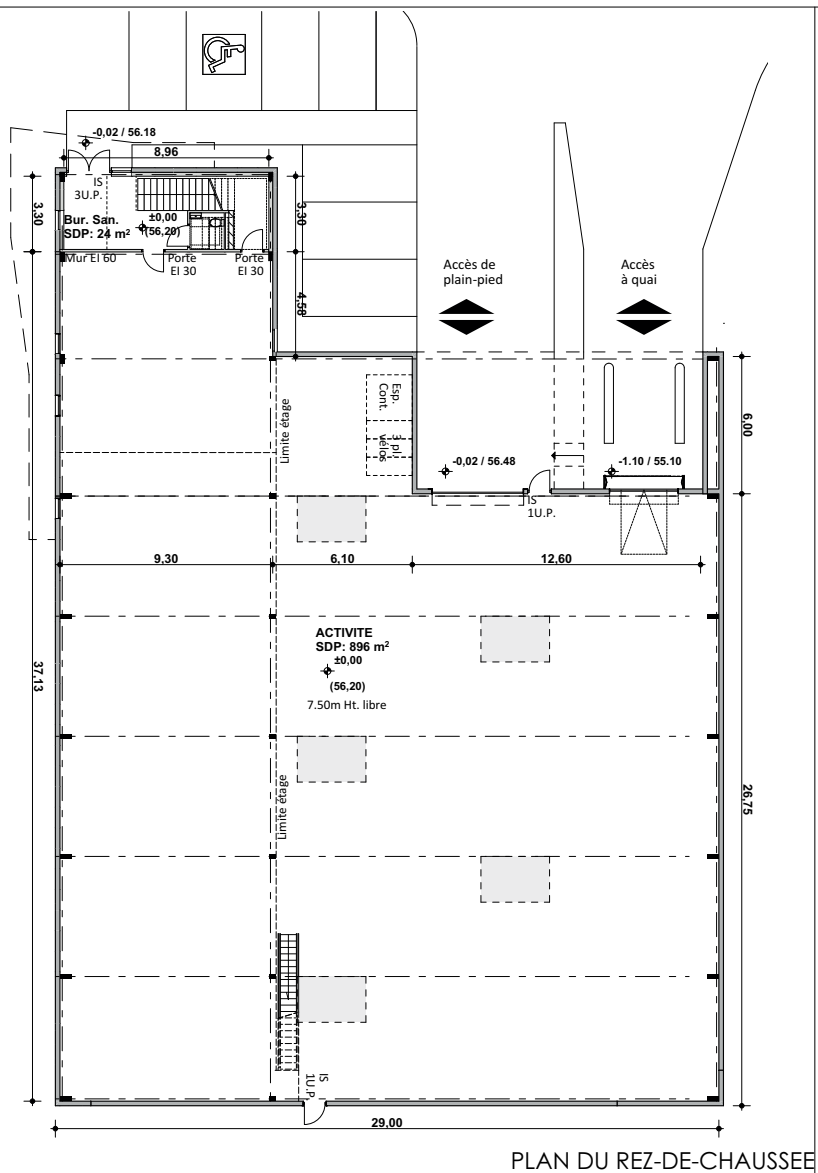 -0,02 / 56.18
8,96
IS
3U.P.
3,30
3,30
Bur. San.
SDP: 24 m²
±0,00
(56,20)
Mur EI 60
Porte
EI 30
Porte
EI 30
4,58
Accès de
plain-pied
Accès
à quai
Limite étage
Esp.
Cont.
3 pl.
vélos
6,00
-0,02 / 56.48
-1.10 / 55.10
IS
1U.P.
9,30
6,10
12,60
ACTIVITE
SDP: 896 m²
±0,00
(56,20)
7.50m Ht. libre
37,13
26,75
Limite étage
IS
1U.P
29,00
PLAN DU REZ-DE-CHAUSSEE